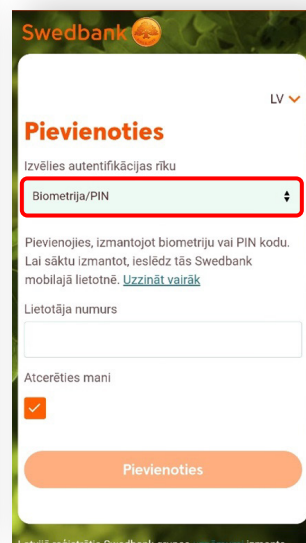 Swedbank
LV
Pievienoties
Izvēlies autentifikācijas rīku
Biometrija/PIN
Pievienojies, izmantojot biometriju vai PIN kodu.
Lai sāktu izmantot, ieslēdz tās Swedbank
mobilajā lietotnē. Uzzināt vairāk
Lietotāja numurs
Atcerēties mani
Pievienoties